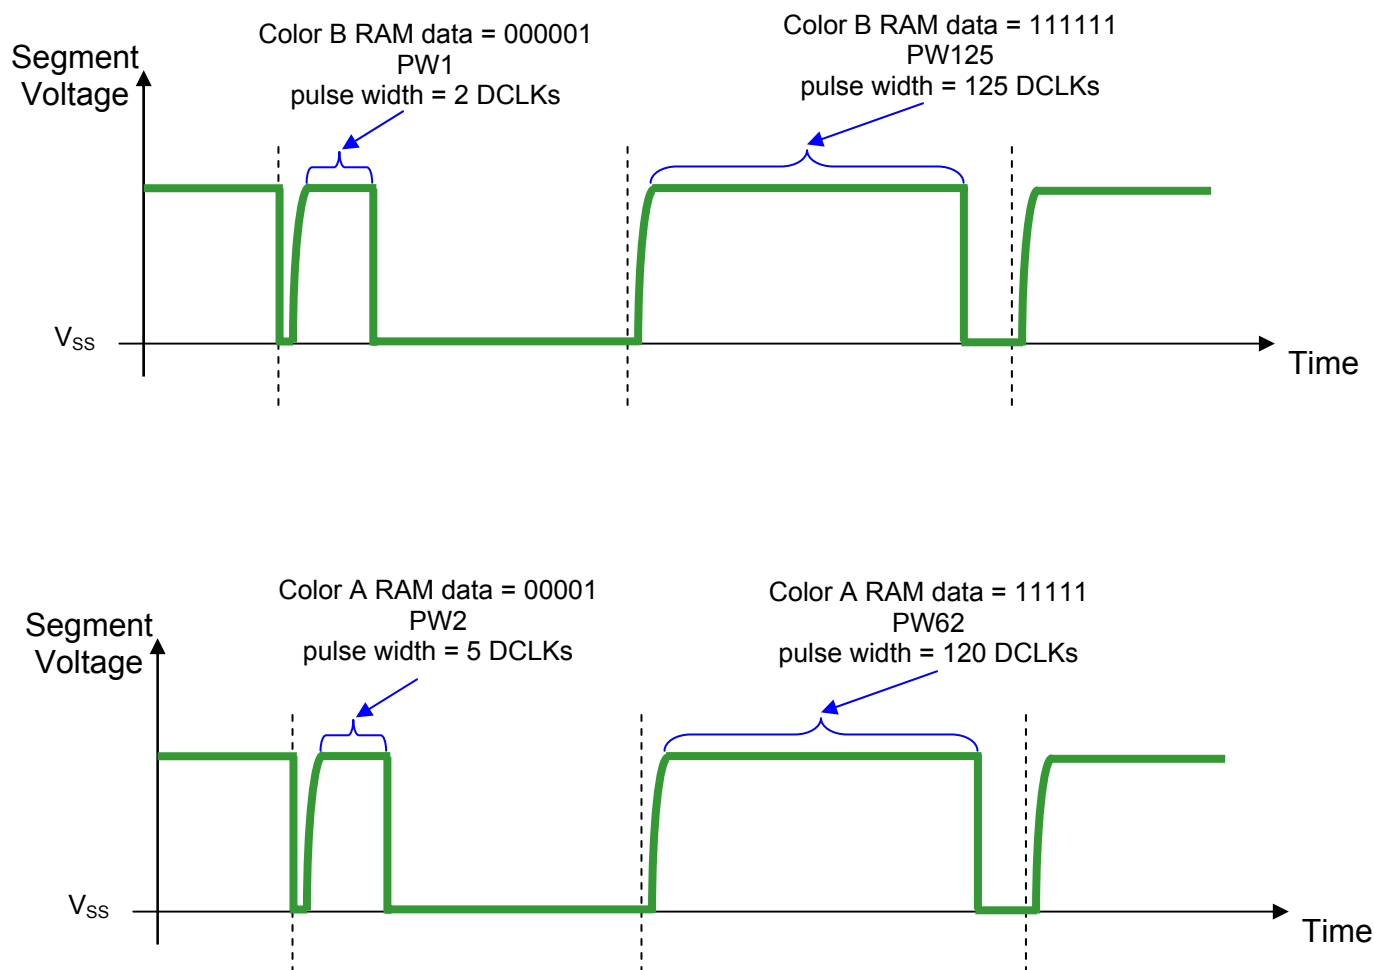 Color B RAM data = 000001
PW1
pulse width = 2 DCLKs
Color B RAM data = 111111
PW125
pulse width = 125 DCLKs
Segment
Voltage
VSS
Time
Color A RAM data = 00001
PW2
pulse width = 5 DCLKs
Color A RAM data = 11111
PW62
pulse width = 120 DCLKs
Segment
Voltage
VSS
Time